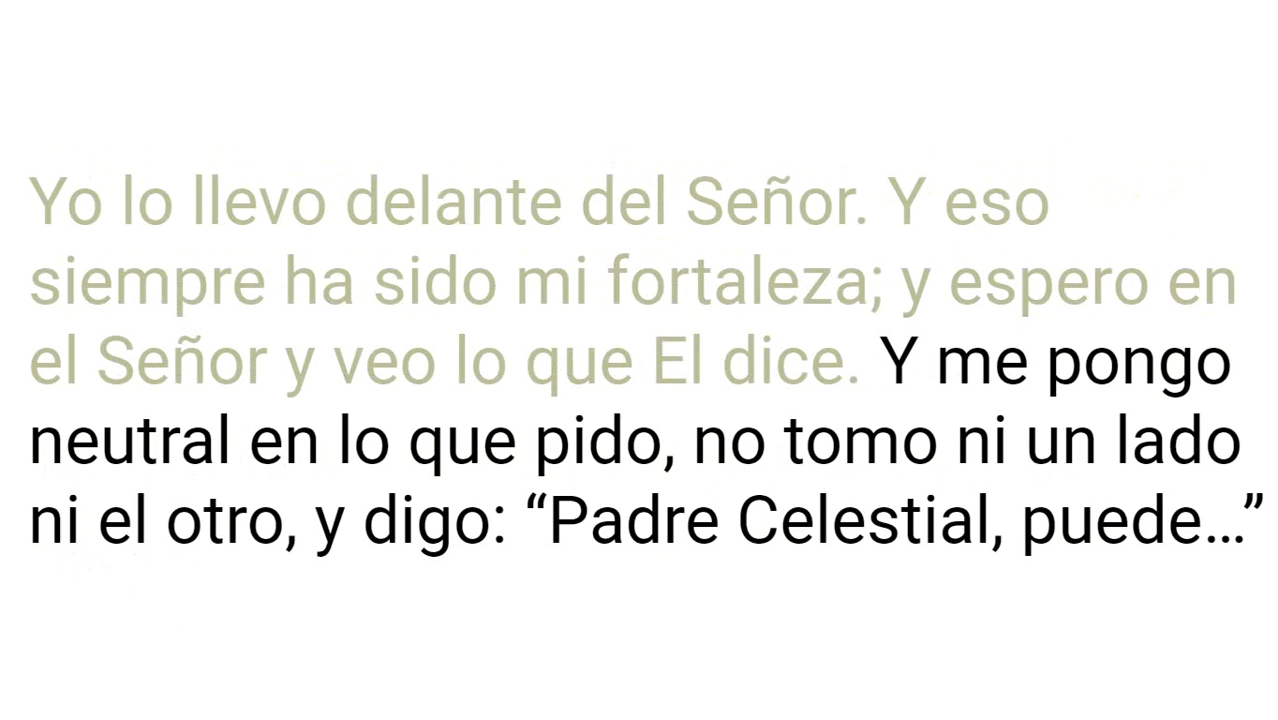 Yo lo llevo delante del Señor. Y eso
siempre ha sido mi fortaleza; y espero en
el Señor y veo lo que El dice. Y me pongo
neutral en lo que pido, no tomo ni un lado
ni el otro, y digo: “Padre Celestial, puede...”